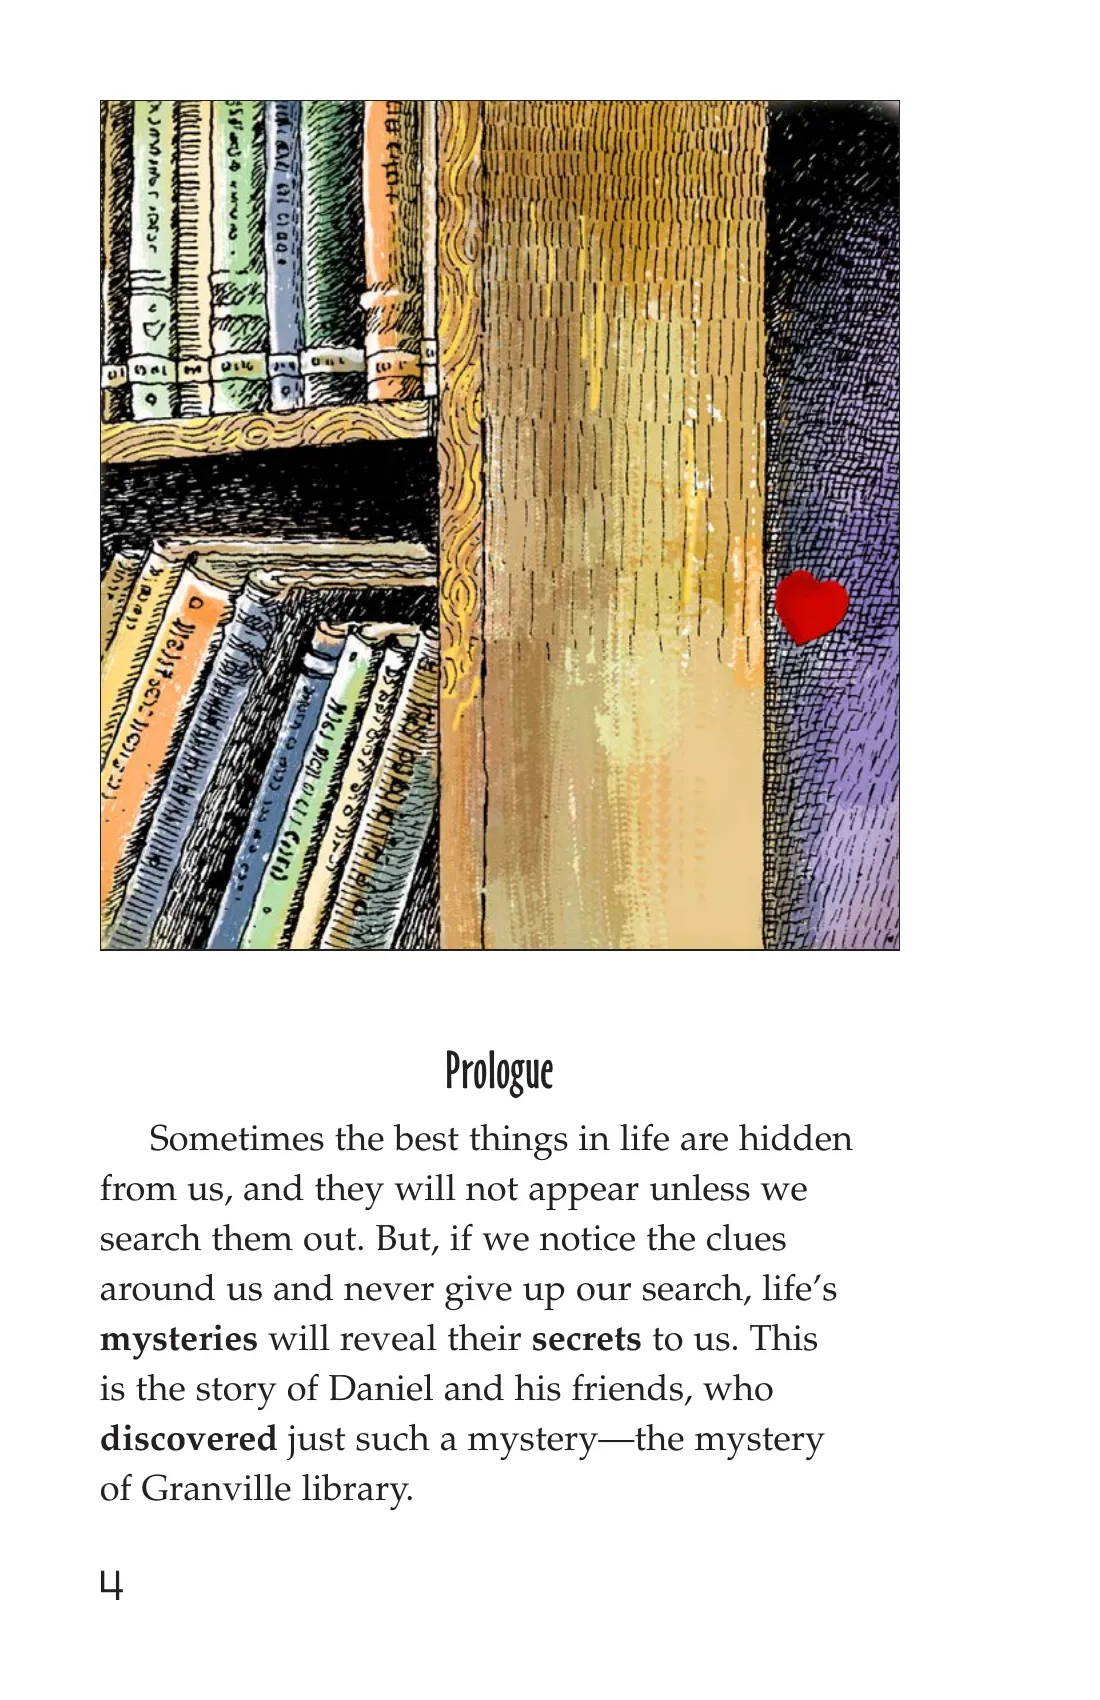 Prologue
Sometimes the best things in life are hidden
from us, and they will not appear unless we
search them out. But, if we notice the clues
around us and never give up our search, life’s
mysteries will reveal their secrets to us. This
is the story of Daniel and his friends, who
discovered just such a mystery—the mystery
of Granville library.
4